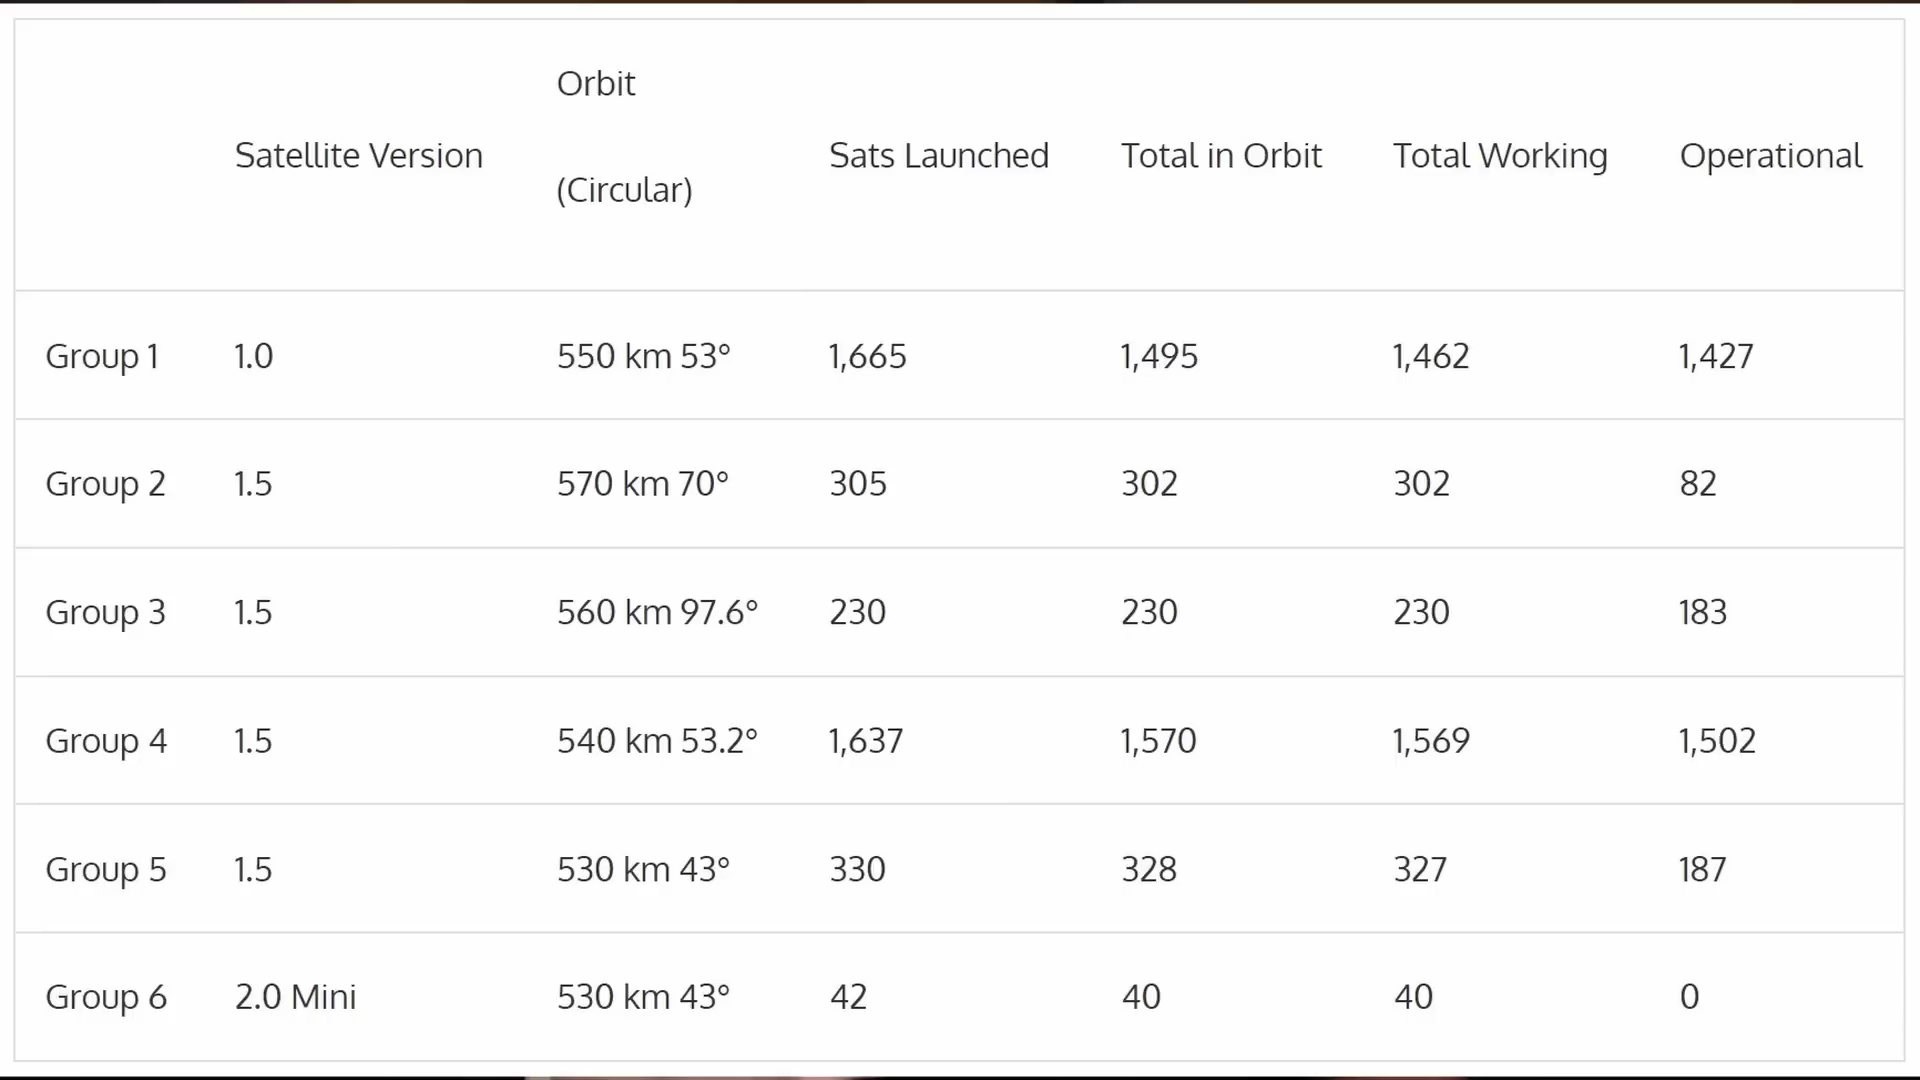 Satellite Version Orbit (Circular) Sats Launched Total in Orbit Total Working Operational
Group 1 1.0 550 km 53° 1,665 1,495 1,462 1,427
Group 2 1.5 570 km 70° 305 302 302 82
Group 3 1.5 560 km 97.6° 230 230 230 183
Group 4 1.5 540 km 53.2° 1,637 1,570 1,569 1,502
Group 5 1.5 530 km 43° 330 328 327 187
Group 6 2.0 Mini 530 km 43° 42 40 40 0